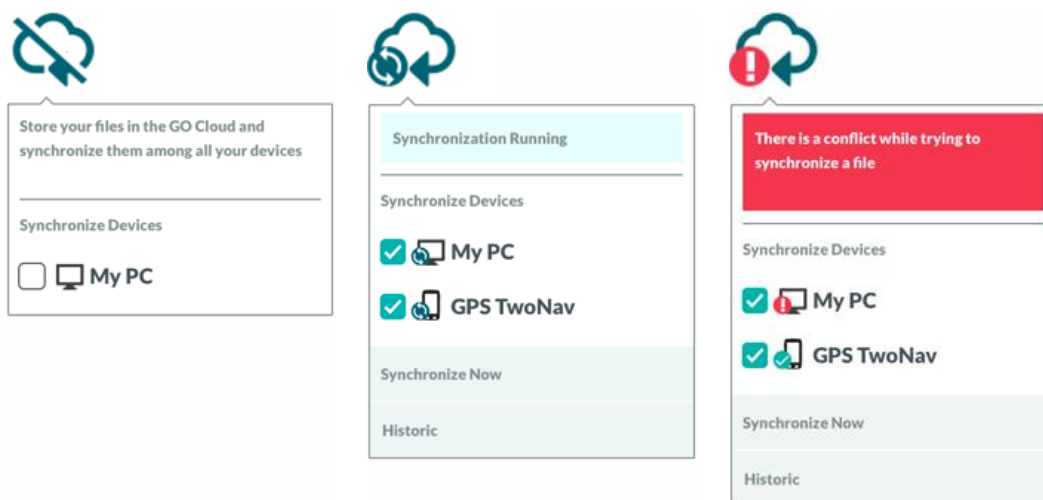 Store your files in the GO Cloud and
synchronize them among all your devices
Synchronize Devices
My PC
Synchronization Running
Synchronize Devices
My PC
GPS TwoNav
Synchronize Now
Historic
There is a conflict while trying to
synchronize a file
Synchronize Devices
My PC
GPS TwoNav
Synchronize Now
Historic